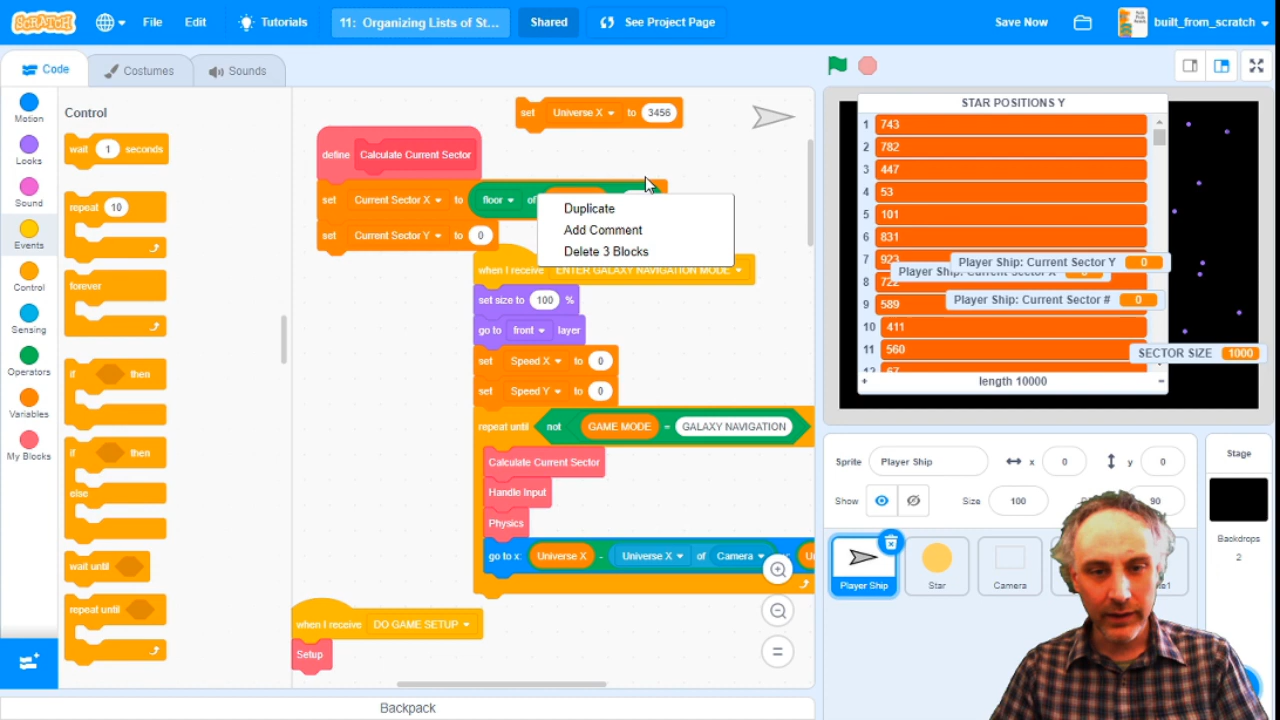 SCRATCH
File
Edit
Tutorials
11: Organizing Lists of St...
Shared
See Project Page
Save Now
built_from_scratch
Code
Costumes
Sounds
Motion
Looks
Sound
Events
Control
Sensing
Operators
Variables
My Blocks
Control
wait 1 seconds
repeat 10
forever
if then
if then
else
wait until
repeat until
set Universe X to 3456
define Calculate Current Sector
set Current Sector X to floor of
set Current Sector Y to 0
Duplicate
Add Comment
Delete 3 Blocks
when I receive ENTER GALAXY NAVIGATION MODE
set size to 100 %
go to front layer
set Speed X to 0
set Speed Y to 0
repeat until not GAME MODE = GALAXY NAVIGATION
Calculate Current Sector
Handle Input
Physics
go to x: Universe X - Universe X of Camera
when I receive DO GAME SETUP
Setup
Backpack
STAR POSITIONS Y
1 743
2 782
3 447
4 53
5 101
6 831
7 923
8 722
9 589
10 411
11 560
12 67
+ length 10000 =
Player Ship: Current Sector Y 0
Player Ship: Current Sector X 0
Player Ship: Current Sector # 0
SECTOR SIZE 1000
Sprite Player Ship x 0 y 0
Show Size 100 90
Player Ship
Star
Camera
Stage
Backdrops
2